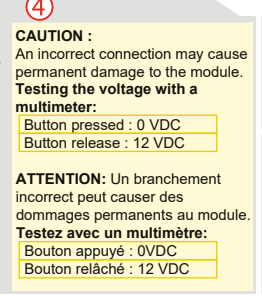 4
CAUTION :
An incorrect connection may cause
permanent damage to the module.
Testing the voltage with a
multimeter:
Button pressed : 0 VDC
Button release : 12 VDC
ATTENTION: Un branchement
incorrect peut causer des
dommages permanents au module.
Testez avec un multimètre:
Bouton appuyé : 0VDC
Bouton relâché : 12 VDC